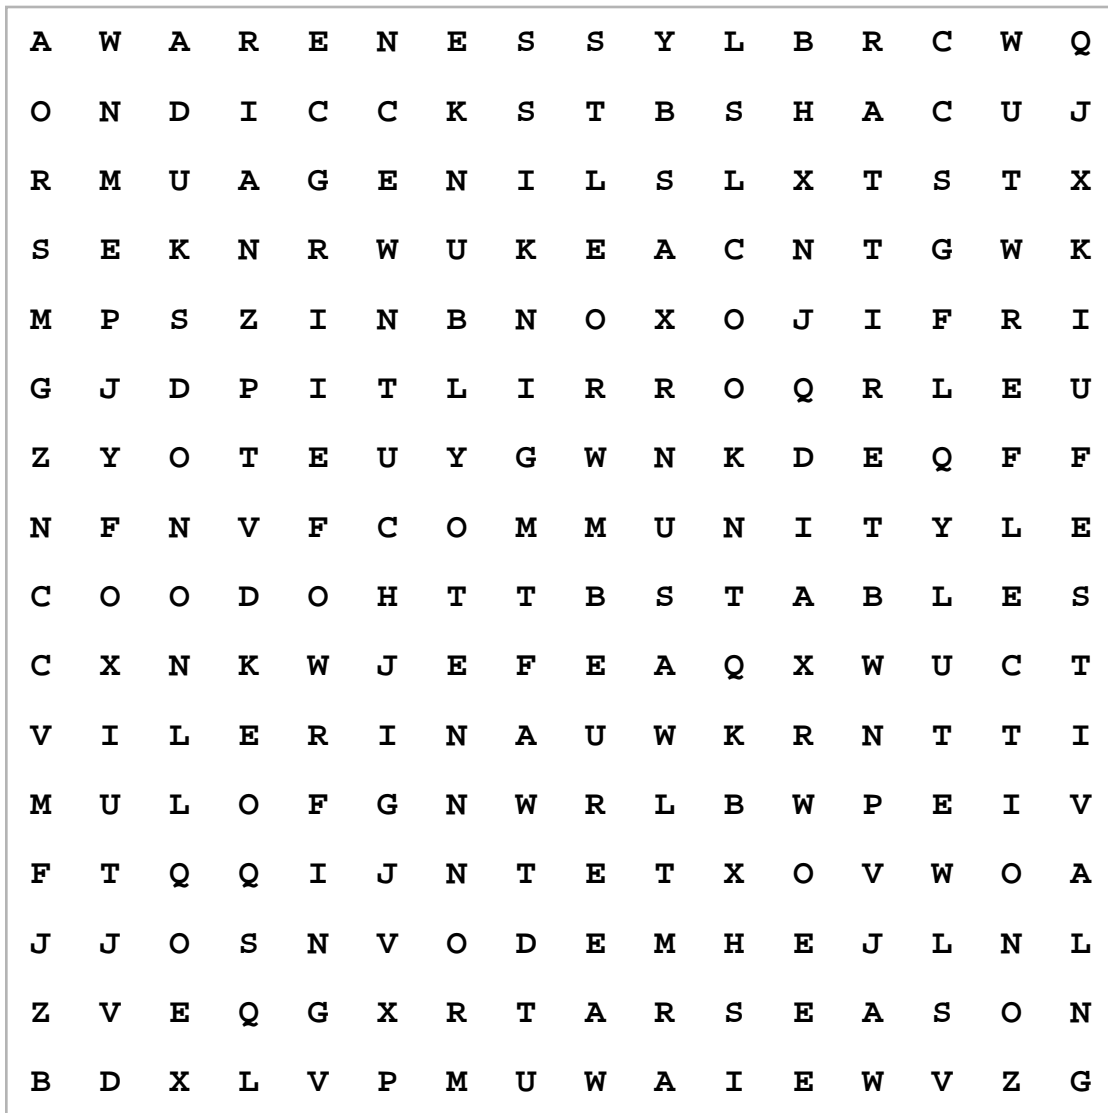 A W A R E N E S S Y L B R C W Q
O N D I C C K S T B S H A C U J
R M U A G E N I L S L X T S T X
S E K N R W U K E A C N T G W K
M P S Z I N B N O X O J I F R I
G J D P I T L I R R O Q R L E U
Z Y O T E U Y G W N K D E Q F F
N F N V F C O M M U N I T Y L E
C O O D O H T T B S T A B L E S
C X N K W J E F E A Q X W U C T
V I L E R I N A U W K R N T T I
M U L O F G N W R L B W P E I V
F T Q Q I J N T E T X O V W O A
J J O S N V O D E M H E J L N L
Z V E Q G X R T A R S E A S O N
B D X L V P M U W A I E W V Z G